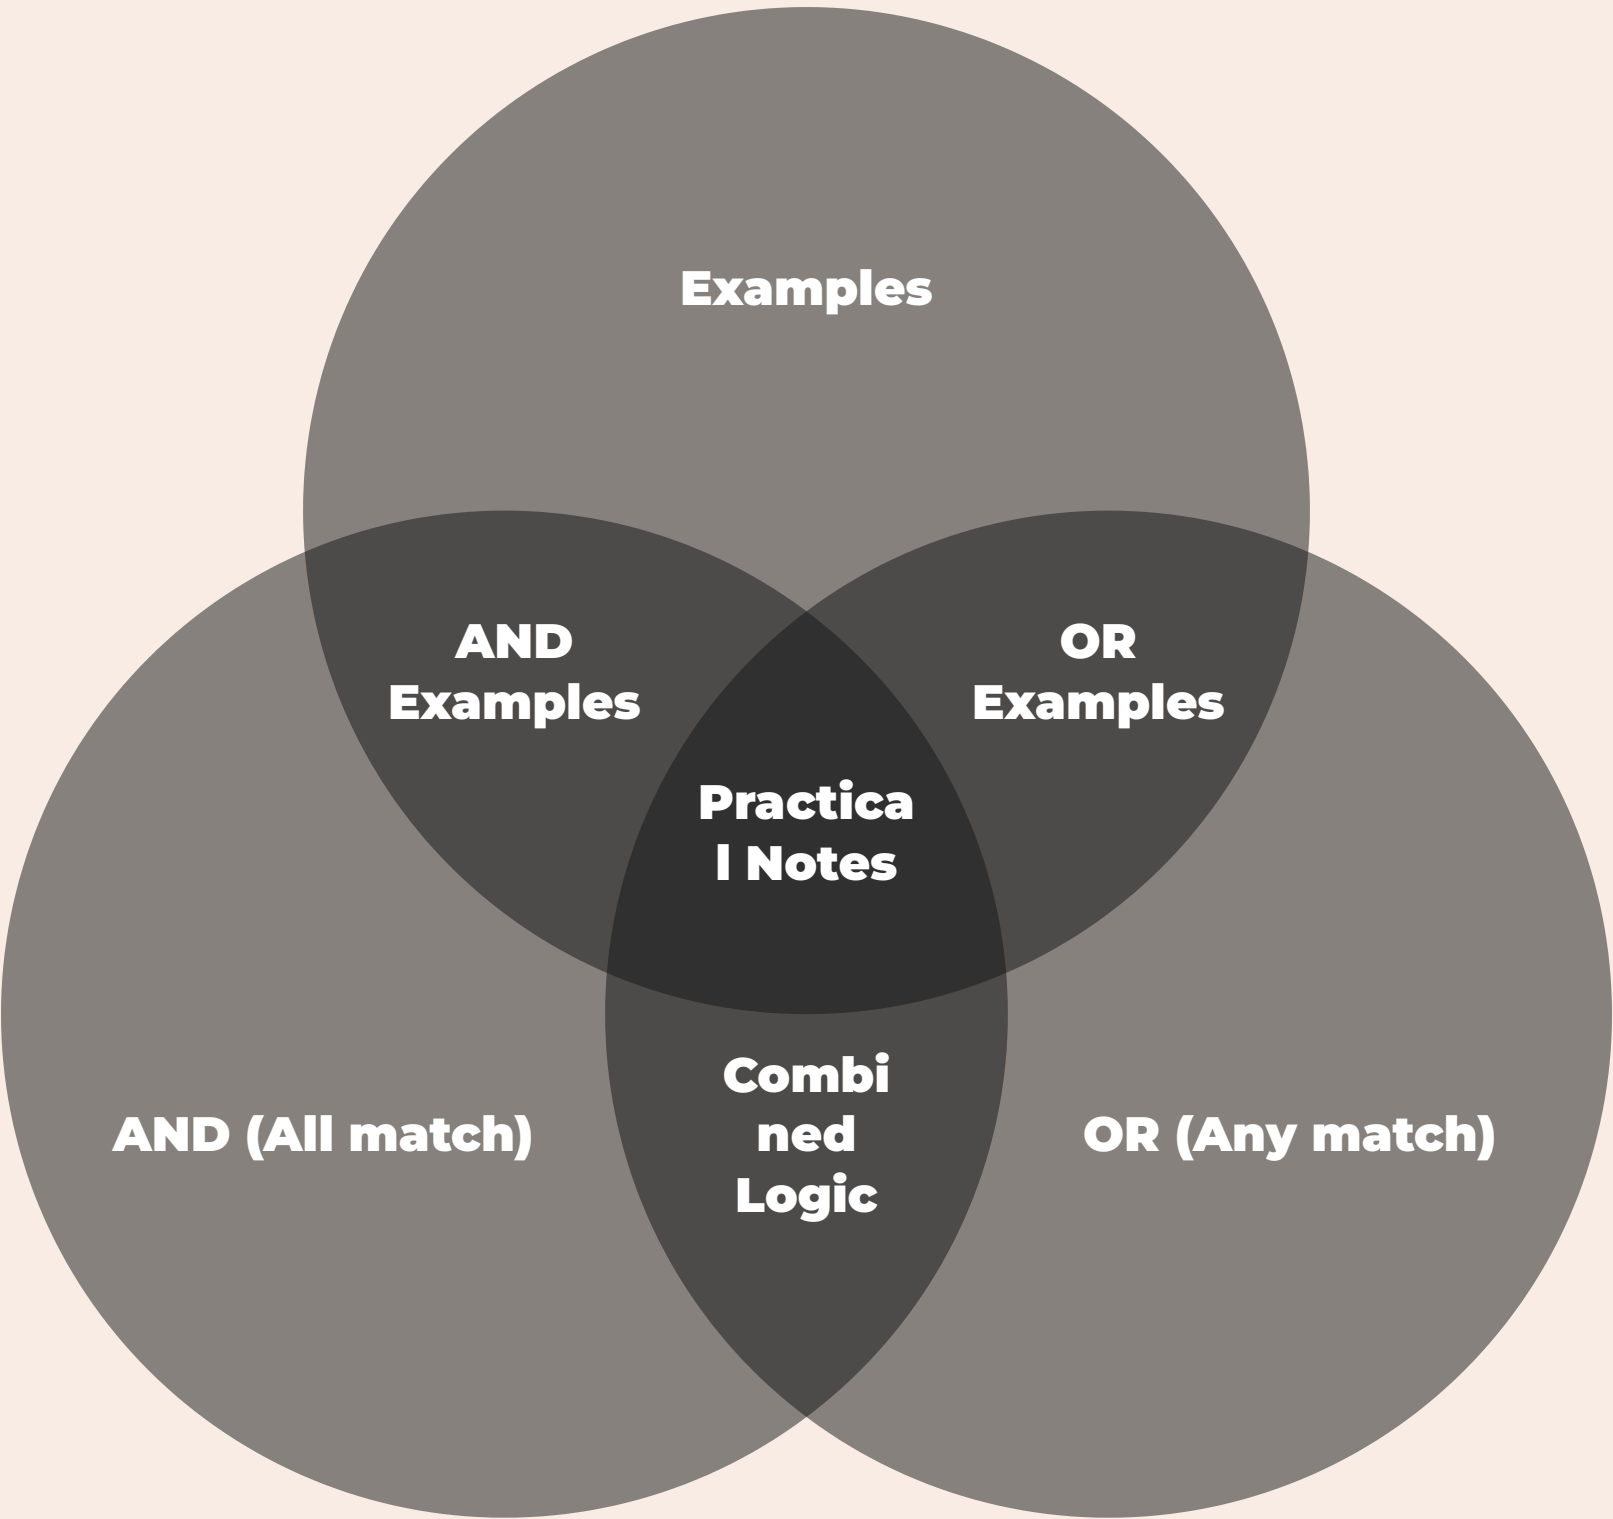 Examples
AND
Examples
OR
Examples
Practica
l Notes
Combi
ned
Logic
AND (All match)
OR (Any match)